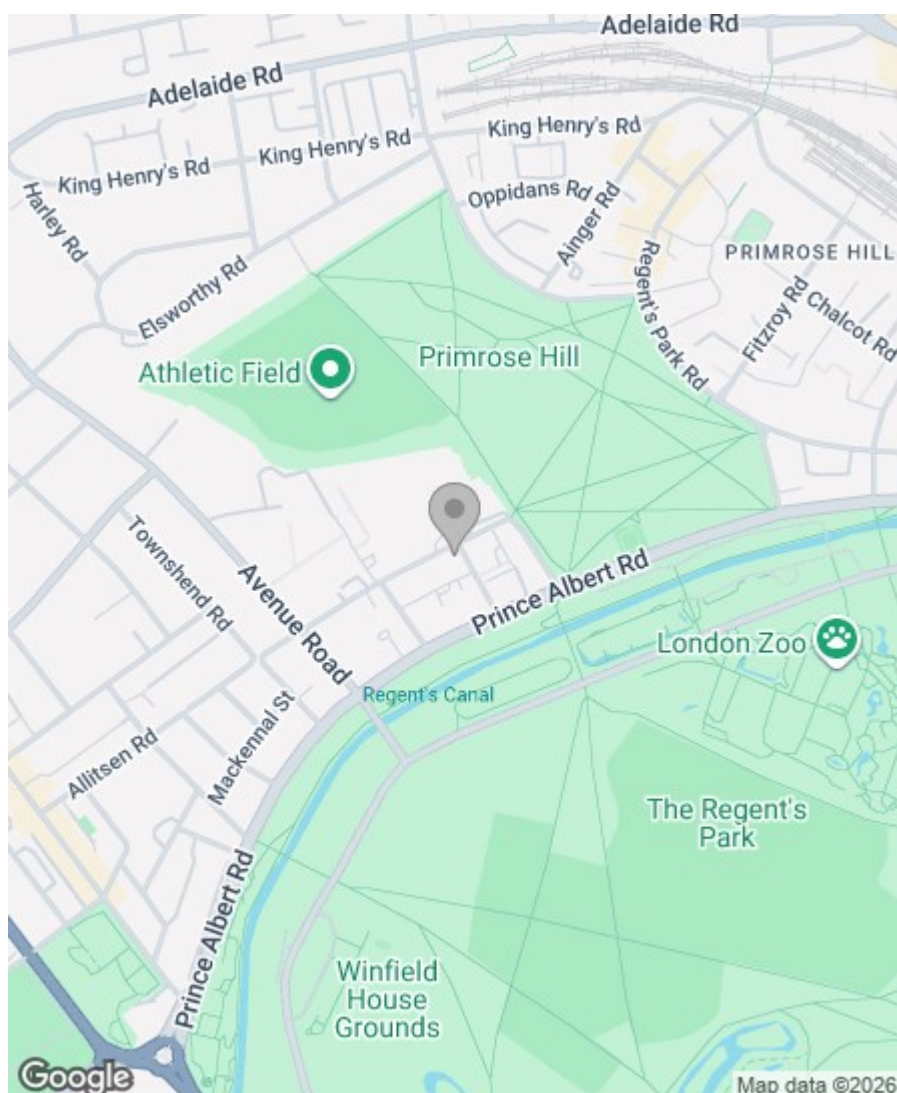 Adelaide Rd
Adelaide Rd
King Henry's Rd
King Henry's Rd
King Henry's Rd
Harley Rd
Oppidans Rd
Ainger Rd
Elsworthy Rd
Regent's Park Rd
PRIMROSE HILL
Fitzroy Rd
Chalcot Rd
Athletic Field
Primrose Hill
Townshend Rd
Avenue Road
Prince Albert Rd
London Zoo
Regent's Canal
Mackennal St
Allitsen Rd
The Regent's
Park
Prince Albert Rd
Winfield
House
Grounds
Google
Map data ©2026